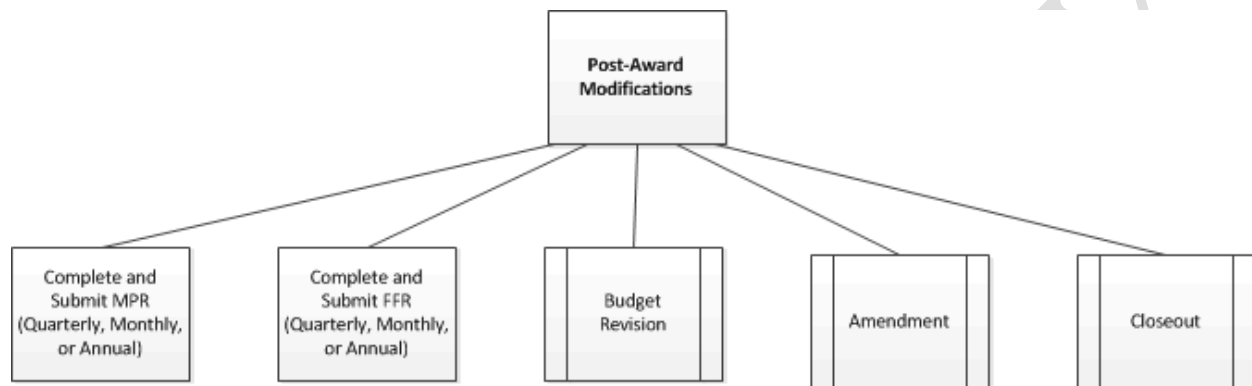 Post-Award
Modifications
Complete and
Submit MPR
(Quarterly, Monthly,
or Annual)
Complete and
Submit FFR
(Quarterly, Monthly,
or Annual)
Budget
Revision
Amendment
Closeout